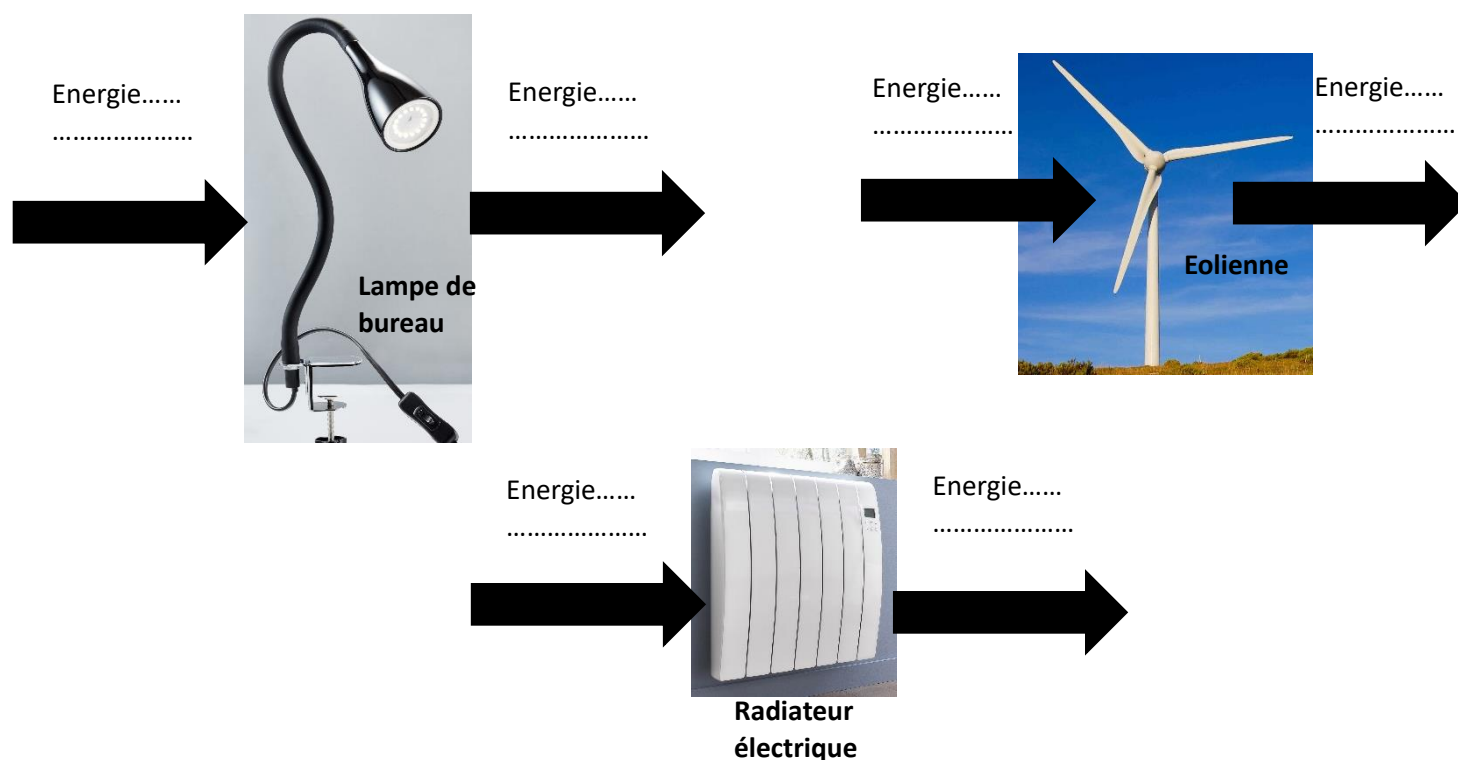 Energie……
…………………
Energie……
…………………
Lampe de
bureau
Energie……
…………………
Energie……
…………………
Eolienne
Energie……
…………………
Energie……
…………………
Radiateur
électrique